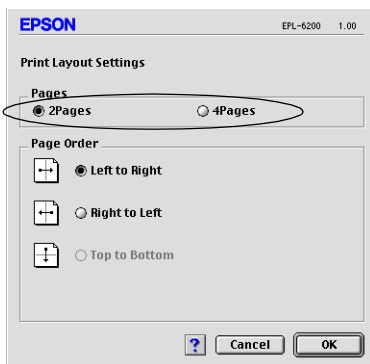 EPSON EPL-6200 1.00
Print Layout Settings
Pages
2Pages 4Pages
Page Order
Left to Right
Right to Left
Top to Bottom
? Cancel OK